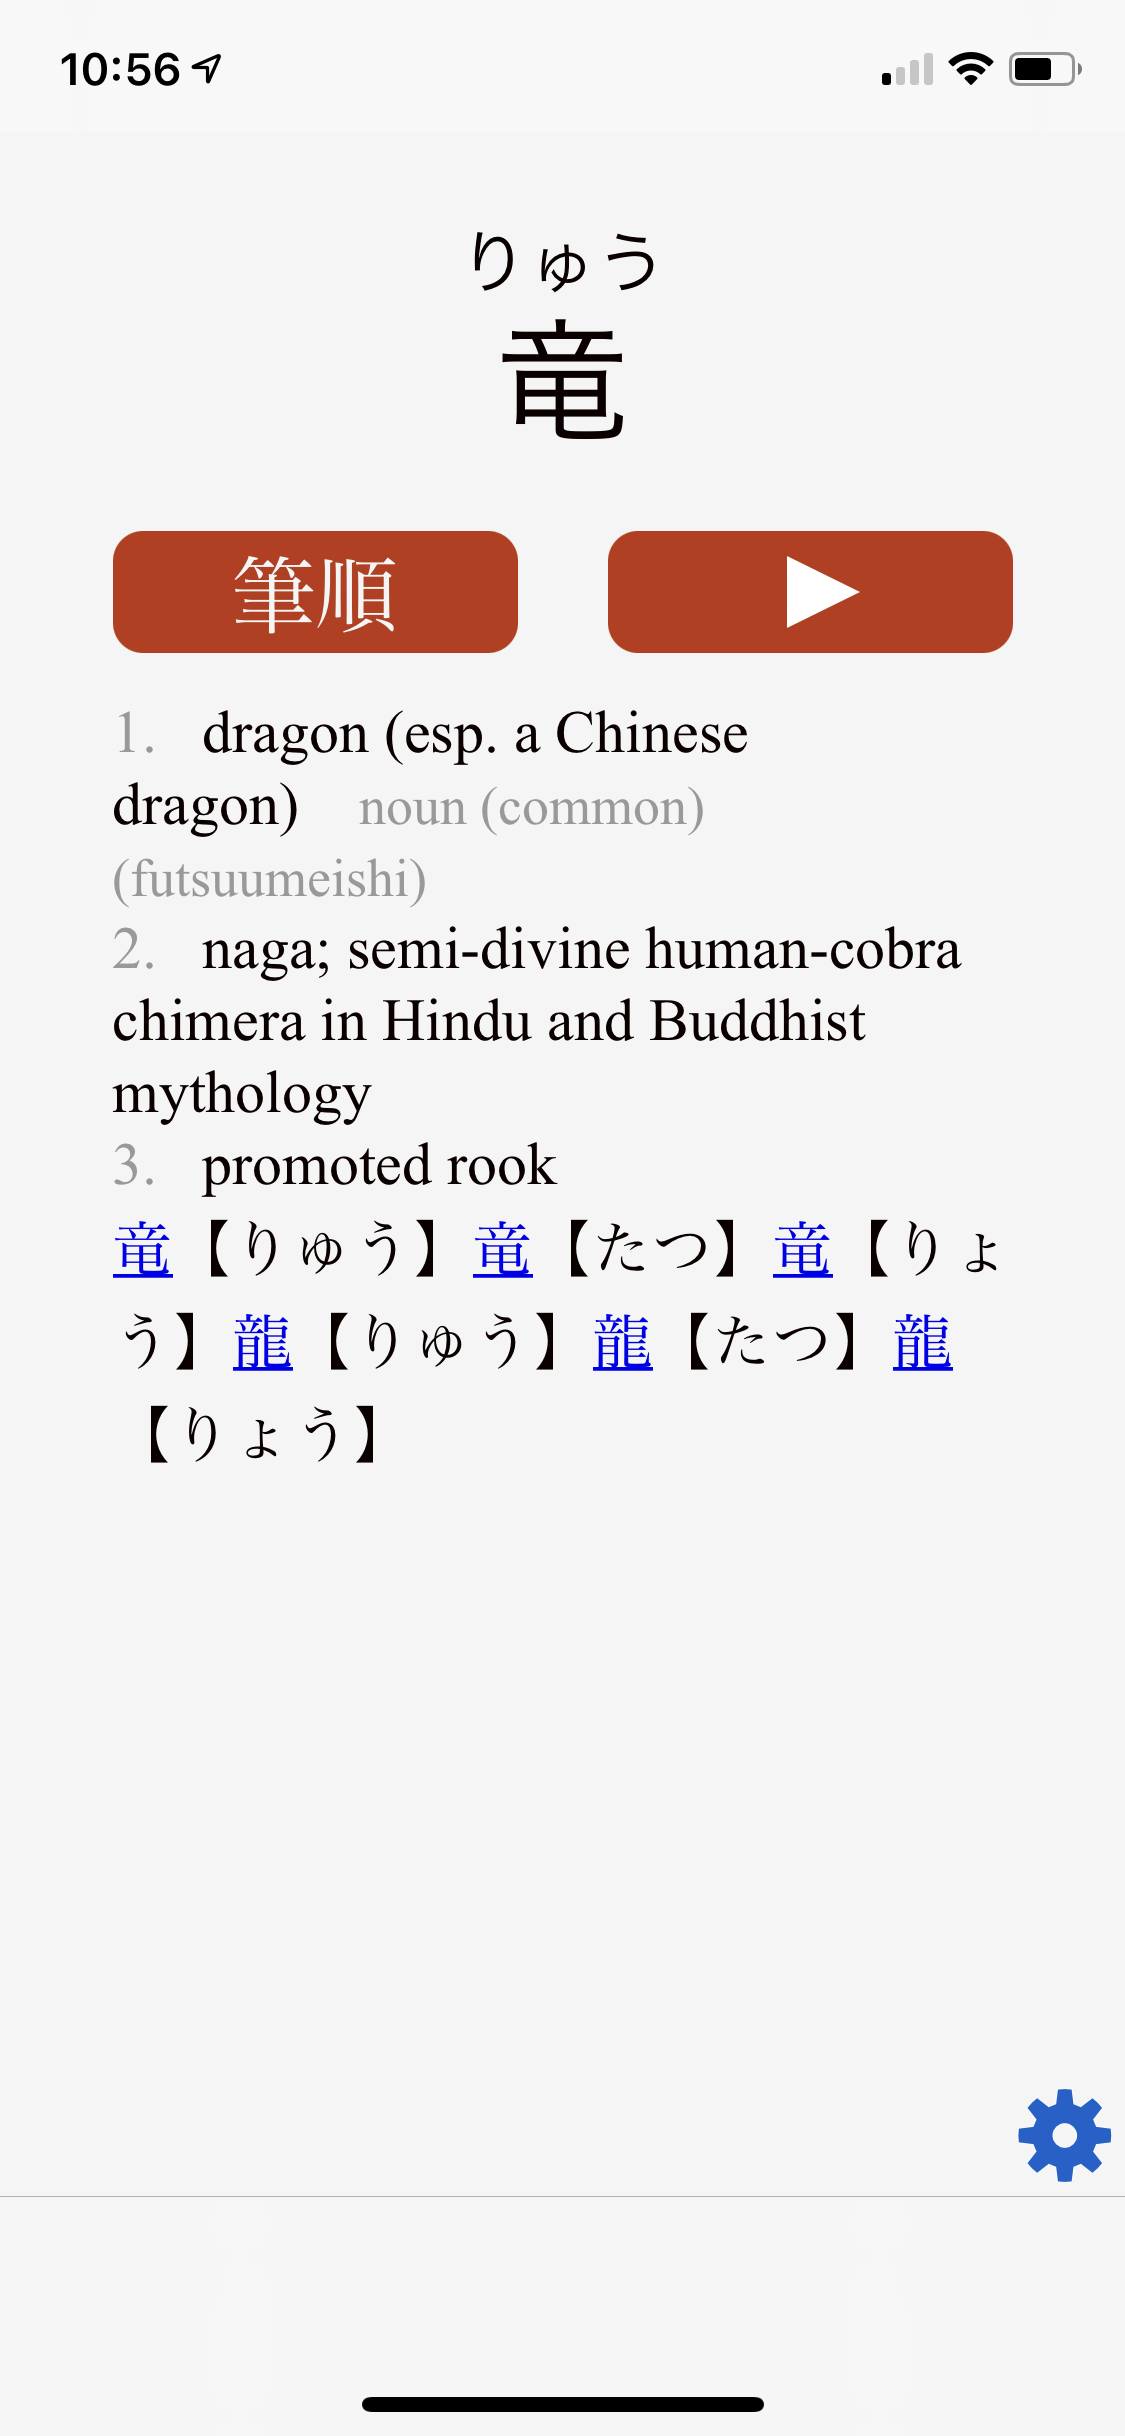 10:56
りゅう
竜
筆順
1. dragon (esp. a Chinese
dragon) noun (common)
(futsuumeishi)
2. naga; semi-divine human-cobra
chimera in Hindu and Buddhist
mythology
3. promoted rook
竜【りゅう】竜【たつ】竜【りょ
う】龍【りゅう】龍【たつ】龍
【りょう】